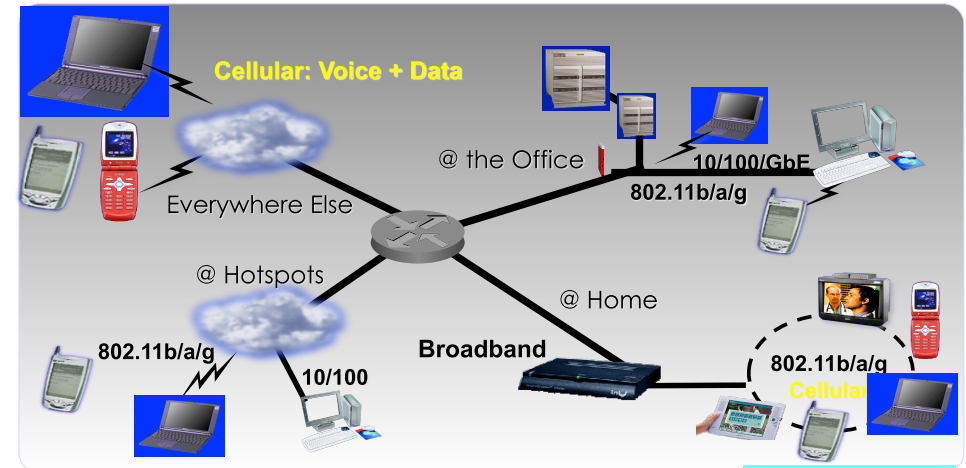 Cellular: Voice + Data
@ the Office
10/100/GbE
802.11b/a/g
Everywhere Else
@ Hotspots
@ Home
802.11b/a/g
10/100
Broadband
802.11b/a/g
Cellular